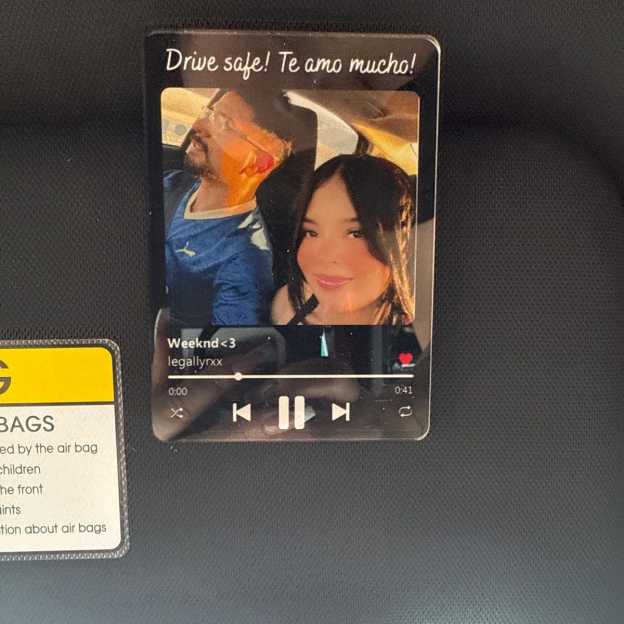 Drive safe! Te amo mucho!
Weeknd<3
legallyrxx
0:00
0:41
G
BAGS
ed by the air bag
children
he front
ints
tion about air bags